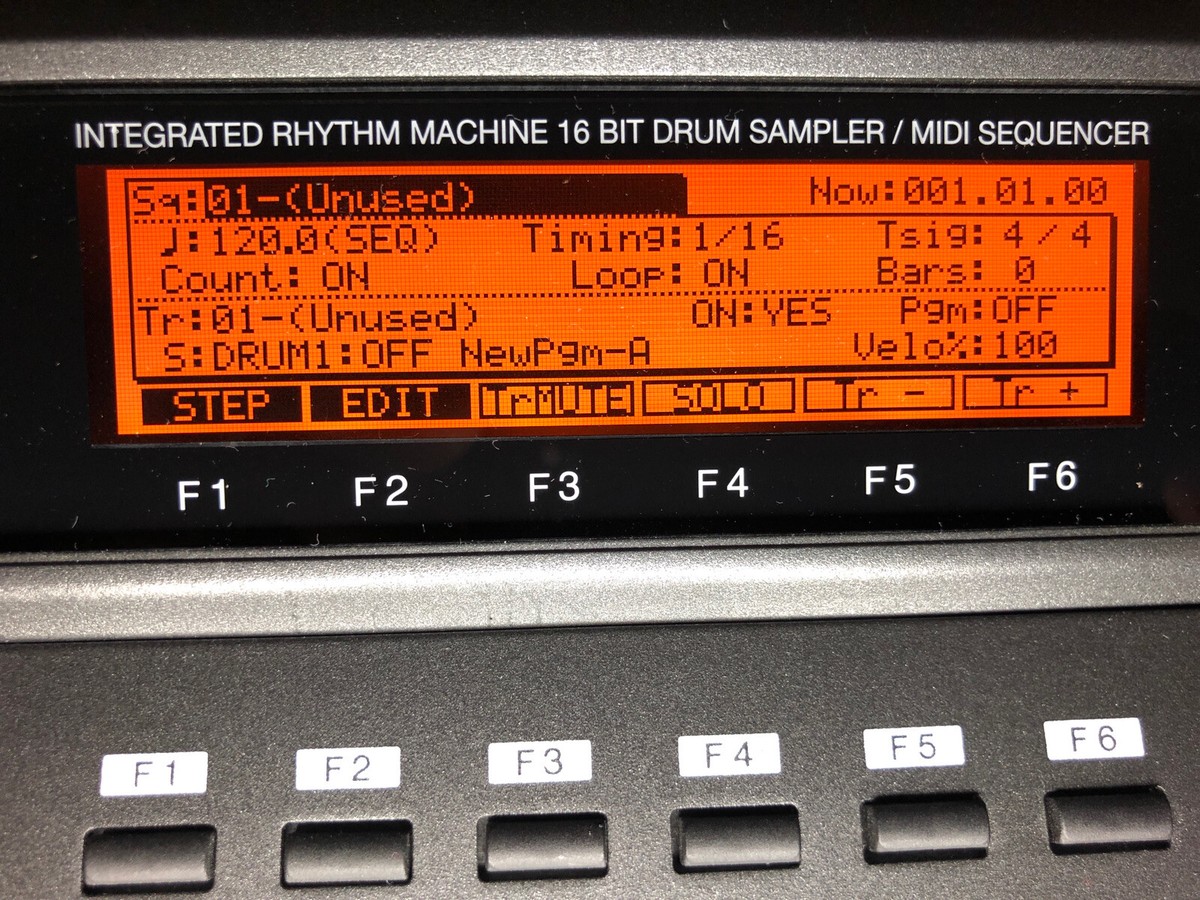 INTEGRATED RHYTHM MACHINE 16 BIT DRUM SAMPLER / MIDI SEQUENCER
Sq:01-(Unused) Now:001.01.00
♩:120.0(SEQ) Timing:1/16 Tsig: 4 / 4
Count: ON Loop: ON Bars: 0
Tr:01-(Unused) ON:YES Pgm:OFF
S:DRUM1:OFF NewPgm-A Velo%:100
STEP EDIT TrMUTE SOLO Tr - Tr +
F1 F2 F3 F4 F5 F6
F1 F2 F3 F4 F5 F6